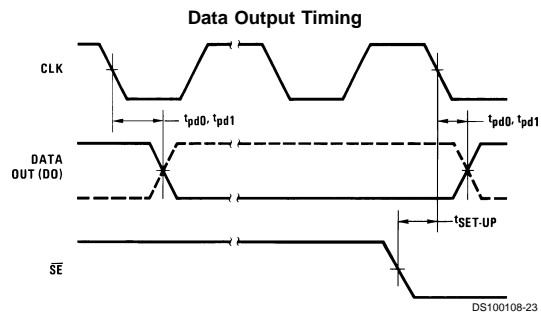 Data Output Timing
CLK
tpd0, tpd1
tpd0, tpd1
DATA
OUT (DO)
tSET-UP
SE
DS100108-23